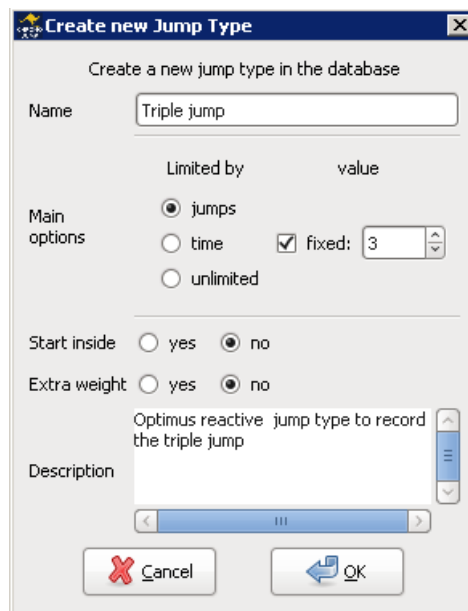 Create new Jump Type
Create a new jump type in the database
Name Triple jump
Limited by value
jumps
Main
options
time fixed: 3
unlimited
Start inside yes no
Extra weight yes no
Optimus reactive jump type to record
the triple jump
Description
Cancel OK